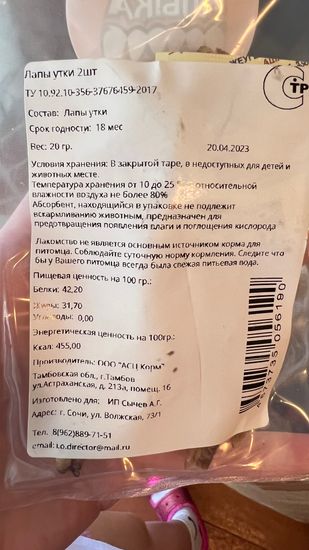 ЛЫБКА
Лапы утки 2шт
ТУ 10.92.10-356-37676459-2017
СТР
Состав: Лапы утки
Срок годности: 18 мес
Вес: 20 гр.
20.04.2023
Условия хранения: В закрытой таре, в недоступных для детей и
животных месте.
Температура хранения от 10 до 25 относительной
влажности воздуха не более 80%
Абсорбент, находящийся в упаковке не подлежит
вскармливанию животным, предназначен для
предотвращения появления влаги и поглощения кислорода
Лакомство не является основным источником корма для
питомца. Соблюдайте суточную норму кормления. Следите что
бы у Вашего питомца всегда была свежая питьевая вода.
Пищевая ценность на 100 гр.:
Белки: 42,20
Жиры: 31,70
Углеводы: 0,00
Энергетическая ценность на 100гр.:
Ккал: 455,00
Производитель: ООО "АСЦ Корм"
Тамбовская обл., г.Тамбов
ул.Астраханская, д. 213а, помещ. 16
Изготовлено для: ИП Сычев А.Г.
Адрес: г. Сочи, ул. Волжская, 73/1
Тел. 8(962)889-71-51
email: i.o.director@mail.ru